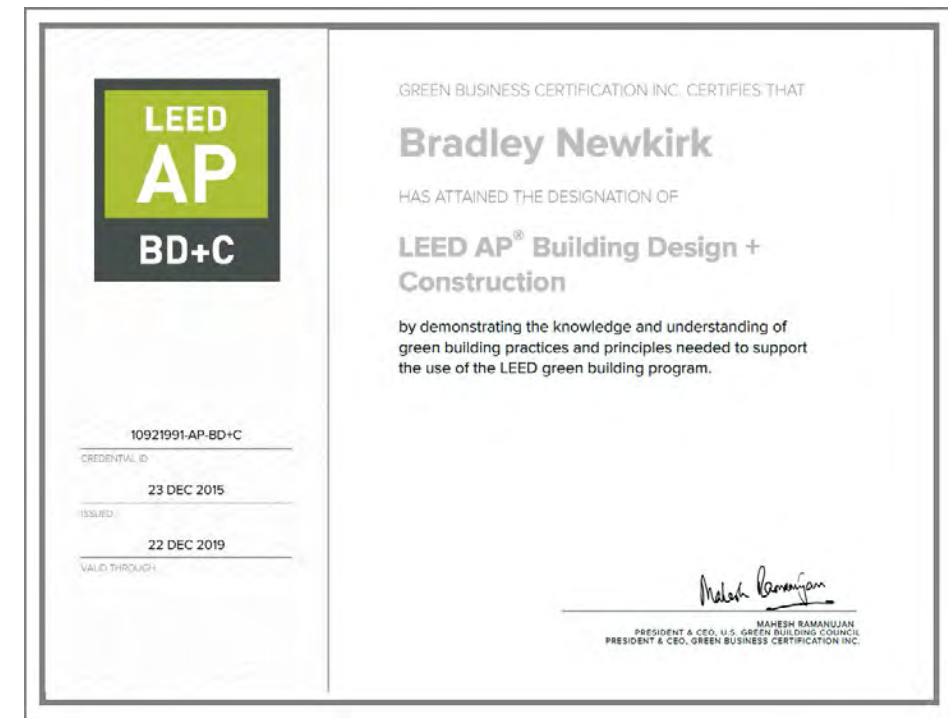 LEED
AP
BD+C
10921991-AP-BD+C
CREDENTIAL ID
23 DEC 2015
ISSUED
22 DEC 2019
VALID THROUGH
GREEN BUSINESS CERTIFICATION INC. CERTIFIES THAT
Bradley Newkirk
HAS ATTAINED THE DESIGNATION OF
LEED AP® Building Design +
Construction
by demonstrating the knowledge and understanding of
green building practices and principles needed to support
the use of the LEED green building program.
Mahesh Ramanujam
MAHESH RAMANUJAN
PRESIDENT & CEO, U.S. GREEN BUILDING COUNCIL
PRESIDENT & CEO, GREEN BUSINESS CERTIFICATION INC.